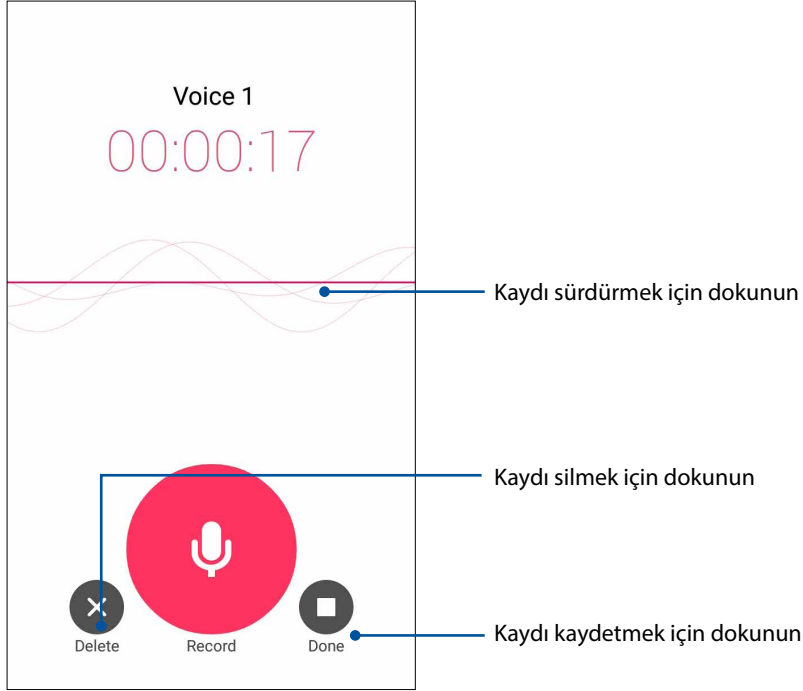 Voice 1
00:00:17
Kaydı sürdürmek için dokunun
Kaydı silmek için dokunun
Kaydı kaydetmek için dokunun
Delete
Record
Done